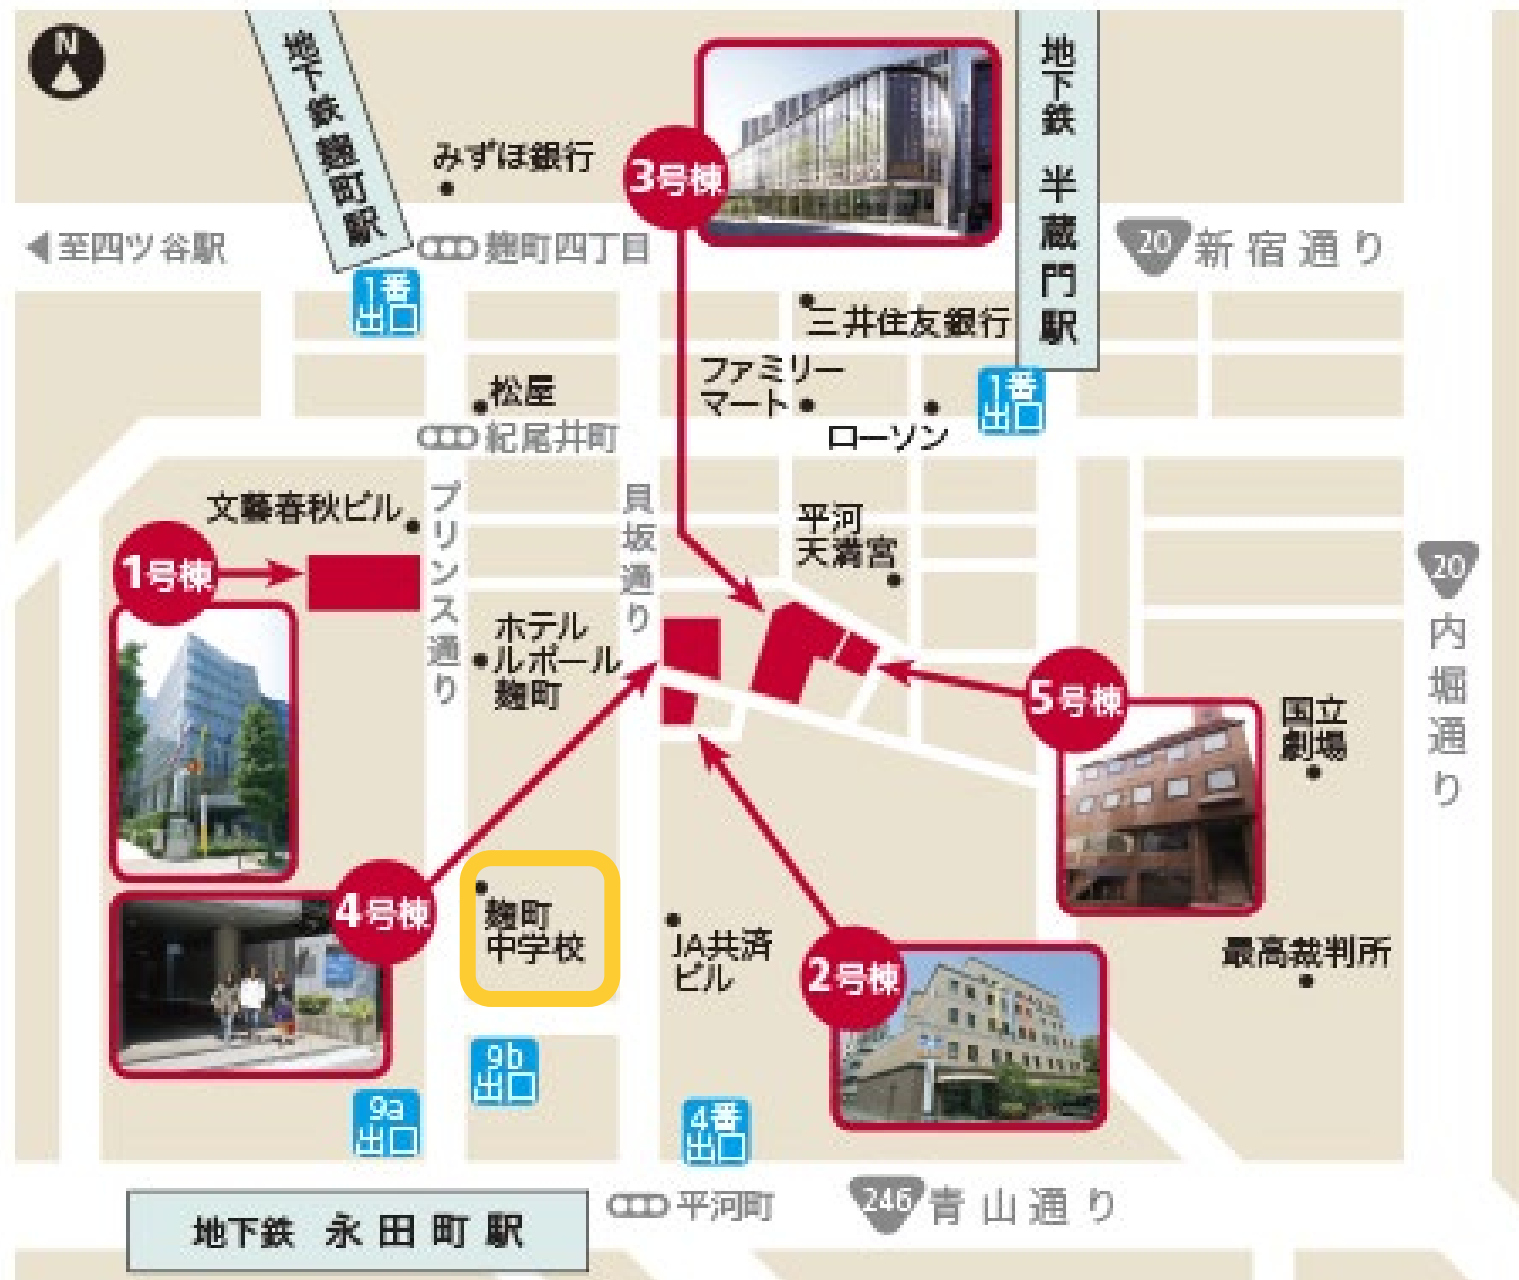 N
地下鉄 麹町駅
みずほ銀行
3号棟
地下鉄 半蔵門駅
至四ツ谷駅
麹町四丁目
20
新宿通り
1番
出口
三井住友銀行
ファミリー
マート
松屋
1番
出口
紀尾井町
ローソン
文藝春秋ビル
プリンス通り
貝坂通り
平河
天満宮
1号棟
20
内堀通り
ホテル
ルポール
麹町
5号棟
国立
劇場
4号棟
麹町
中学校
JA共済
ビル
2号棟
最高裁判所
9b
出口
9a
出口
4番
出口
地下鉄 永田町駅
平河町
246
青山通り